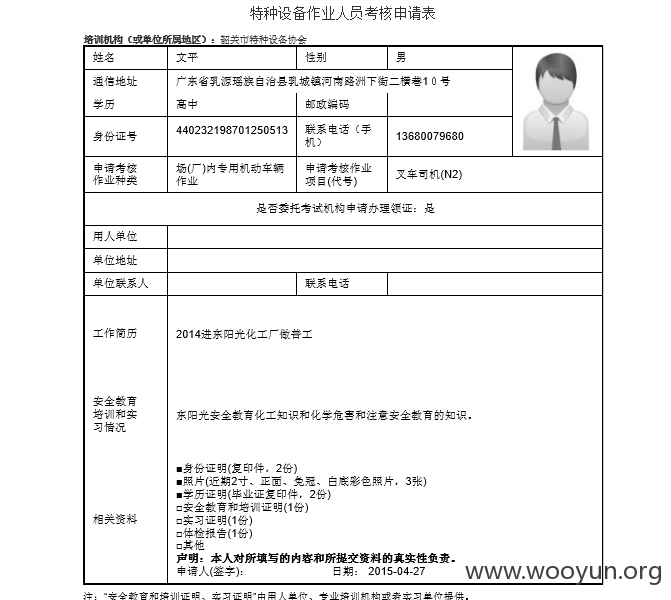 特种设备作业人员考核申请表
培训机构（或单位所属地区）：韶关市特种设备协会
姓名 文平 性别 男
通信地址 广东省乳源瑶族自治县乳城镇河南路洲下街二横巷10号
学历 高中 邮政编码
身份证号 440232198701250513 联系电话（手机） 13680079680
申请考核作业种类 场(厂)内专用机动车辆作业 申请考核作业项目(代号) 叉车司机(N2)
是否委托考试机构申请办理领证：是
用人单位
单位地址
单位联系人 联系电话
工作简历 2014进东阳光化工厂做普工
安全教育培训和实习情况 东阳光安全教育化工知识和化学危害和注意安全教育的知识。
相关资料
■身份证明(复印件，2份)
■照片(近期2寸、正面、免冠、白底彩色照片，3张)
■学历证明(毕业证复印件，2份)
□安全教育和培训证明(1份)
□实习证明(1份)
□体检报告(1份)
□其他
声明：本人对所填写的内容和所提交资料的真实性负责。
申请人(签字)： 日期： 2015-04-27
www.wooyun.org
注："安全教育和培训证明、实习证明"由用人单位、专业培训机构或者实习单位提供。